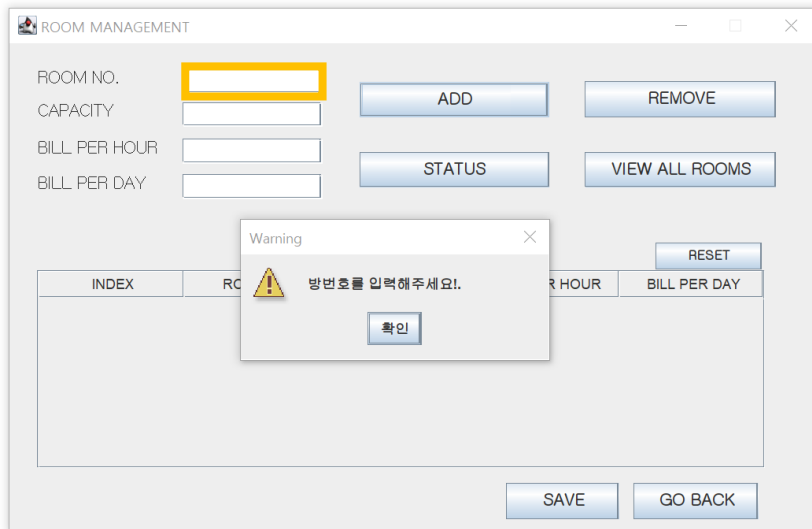 ROOM MANAGEMENT
ROOM NO.
CAPACITY
BILL PER HOUR
BILL PER DAY
ADD
REMOVE
STATUS
VIEW ALL ROOMS
Warning
방번호를 입력해주세요!.
확인
RESET
INDEX
R HOUR
BILL PER DAY
SAVE
GO BACK